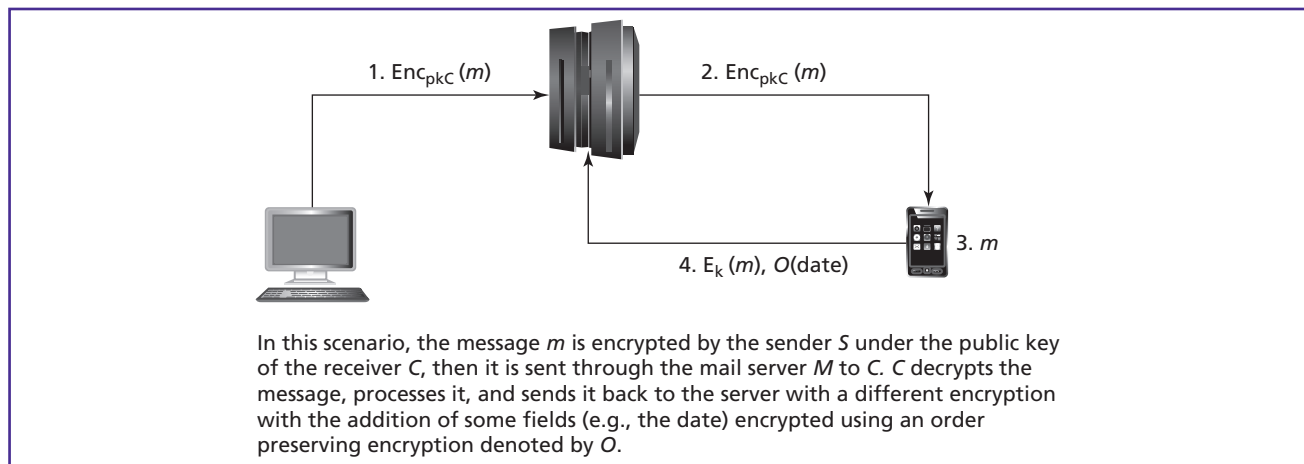 1. Enc_pkC (m)
2. Enc_pkC (m)
3. m
4. E_k (m), O(date)
In this scenario, the message m is encrypted by the sender S under the public key
of the receiver C, then it is sent through the mail server M to C. C decrypts the
message, processes it, and sends it back to the server with a different encryption
with the addition of some fields (e.g., the date) encrypted using an order
preserving encryption denoted by O.